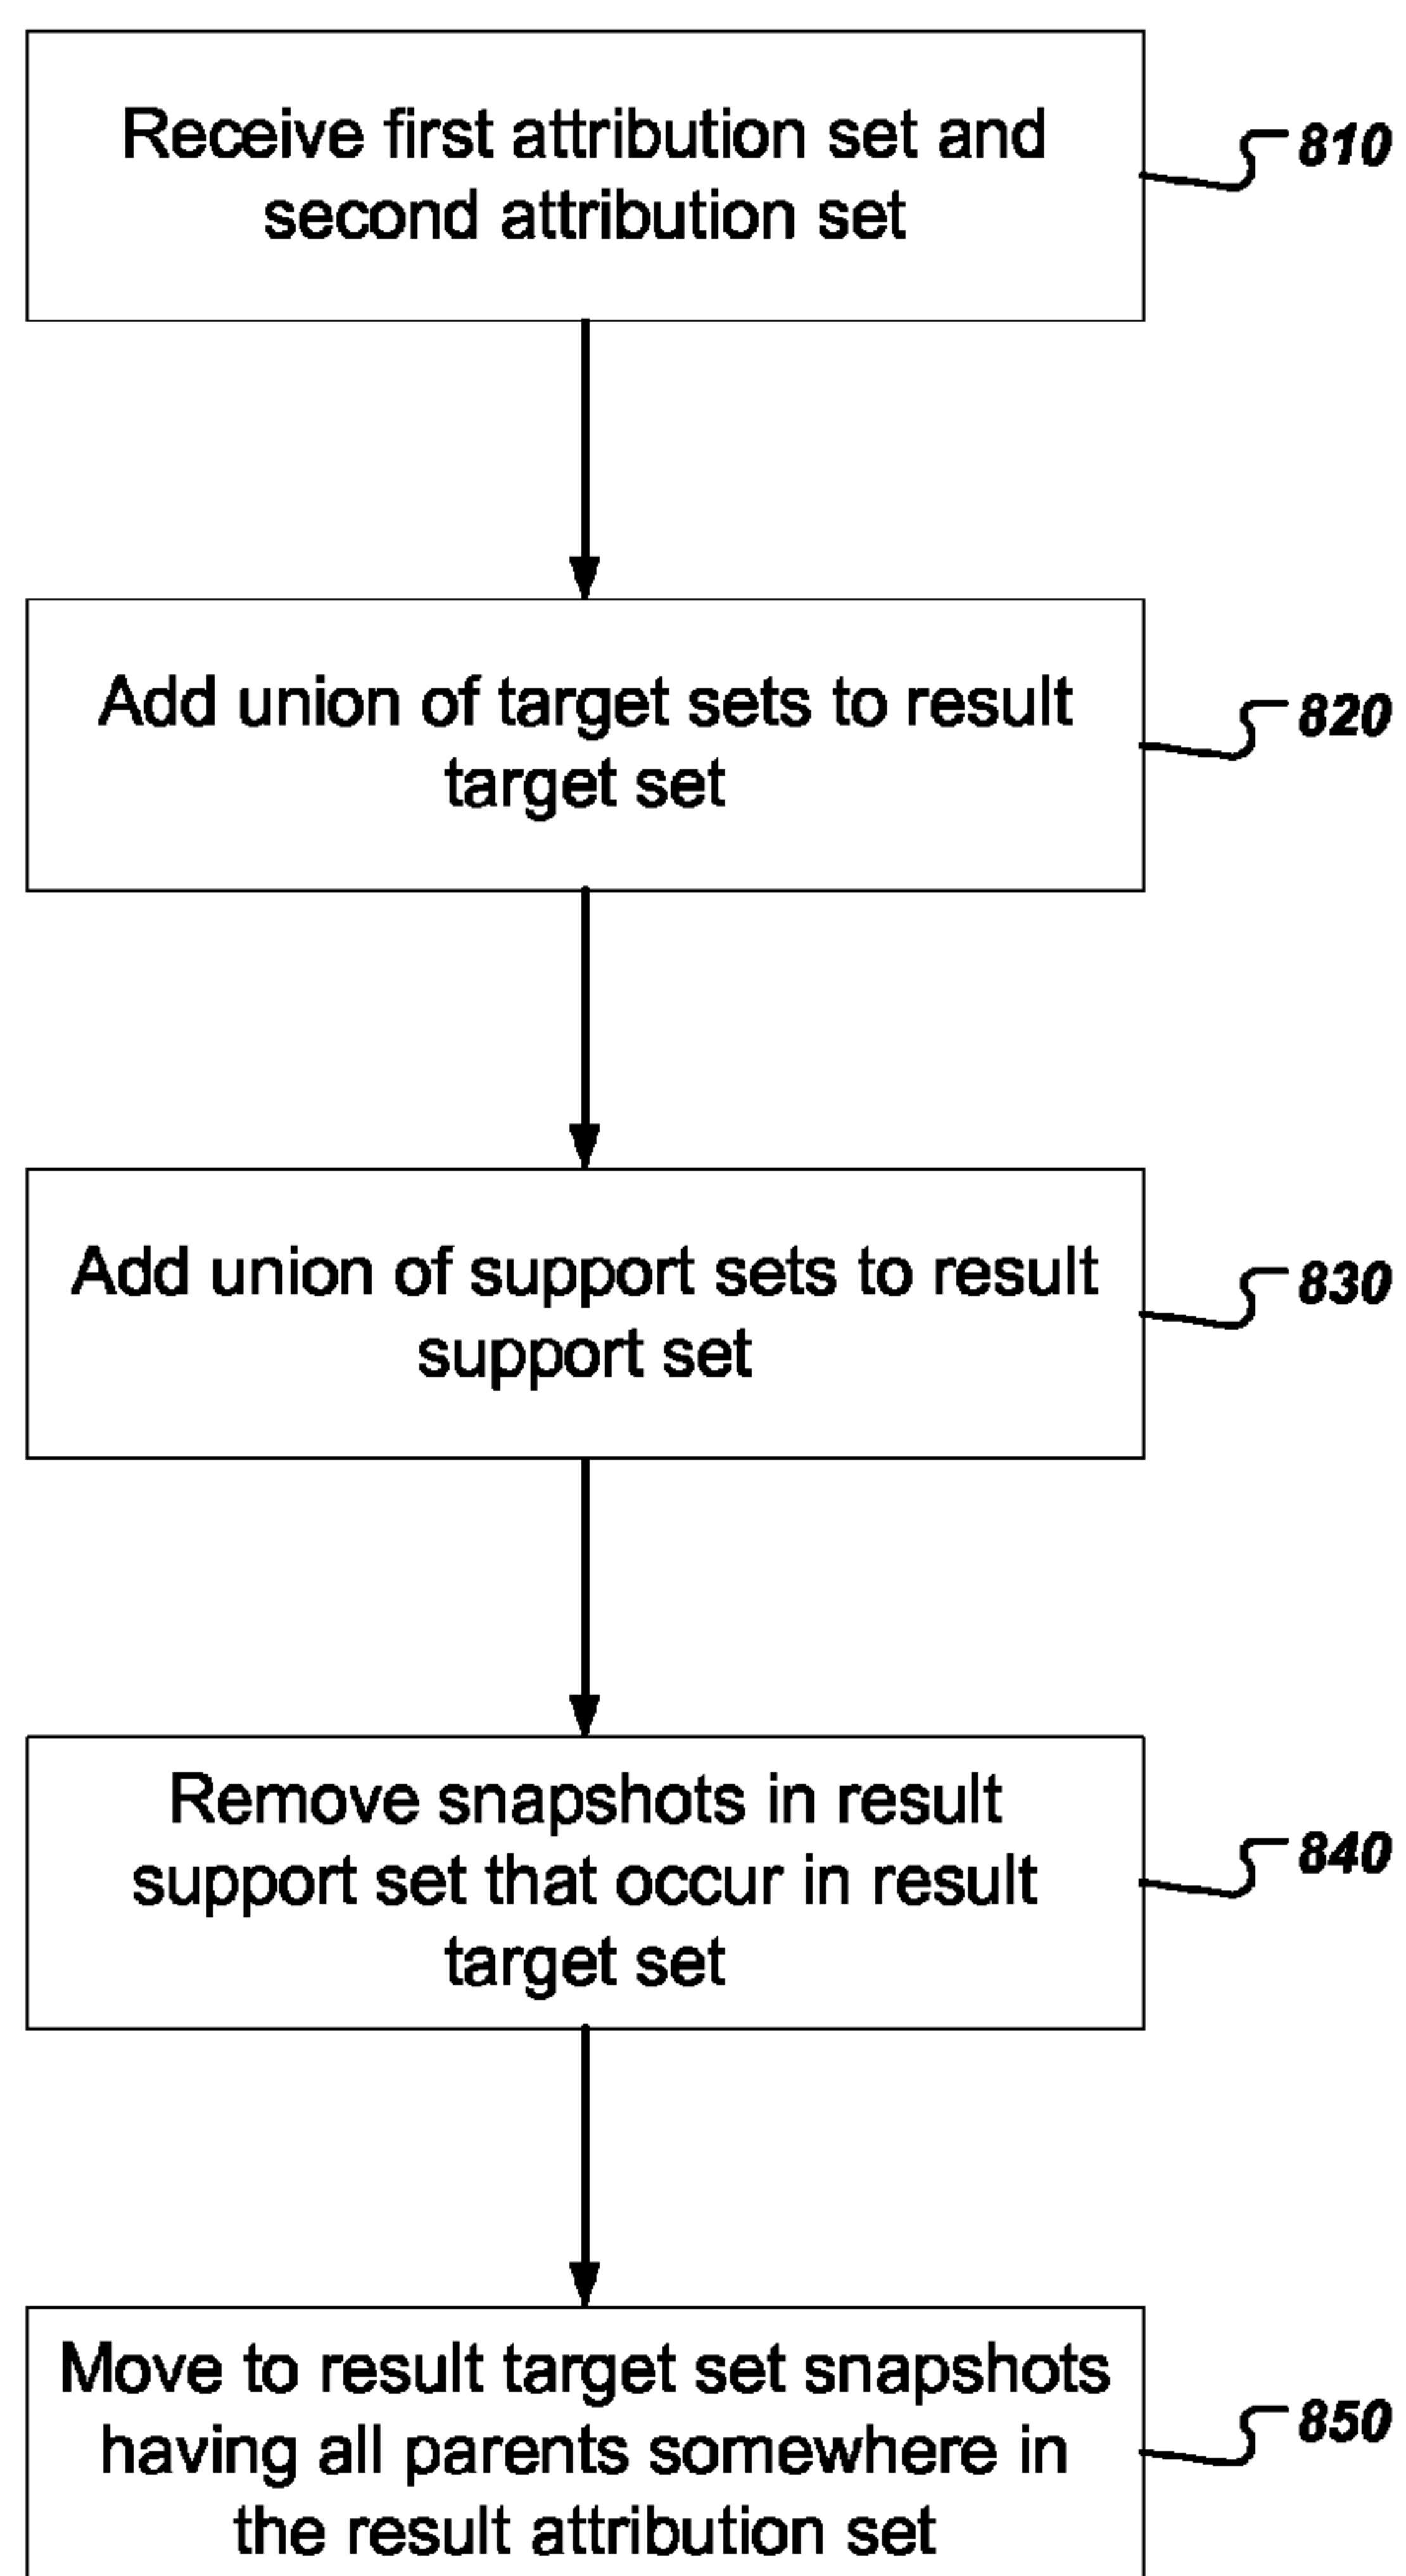 Receive first attribution set and
second attribution set
810
Add union of target sets to result
target set
820
Add union of support sets to result
support set
830
Remove snapshots in result
support set that occur in result
target set
840
Move to result target set snapshots
having all parents somewhere in
the result attribution set
850